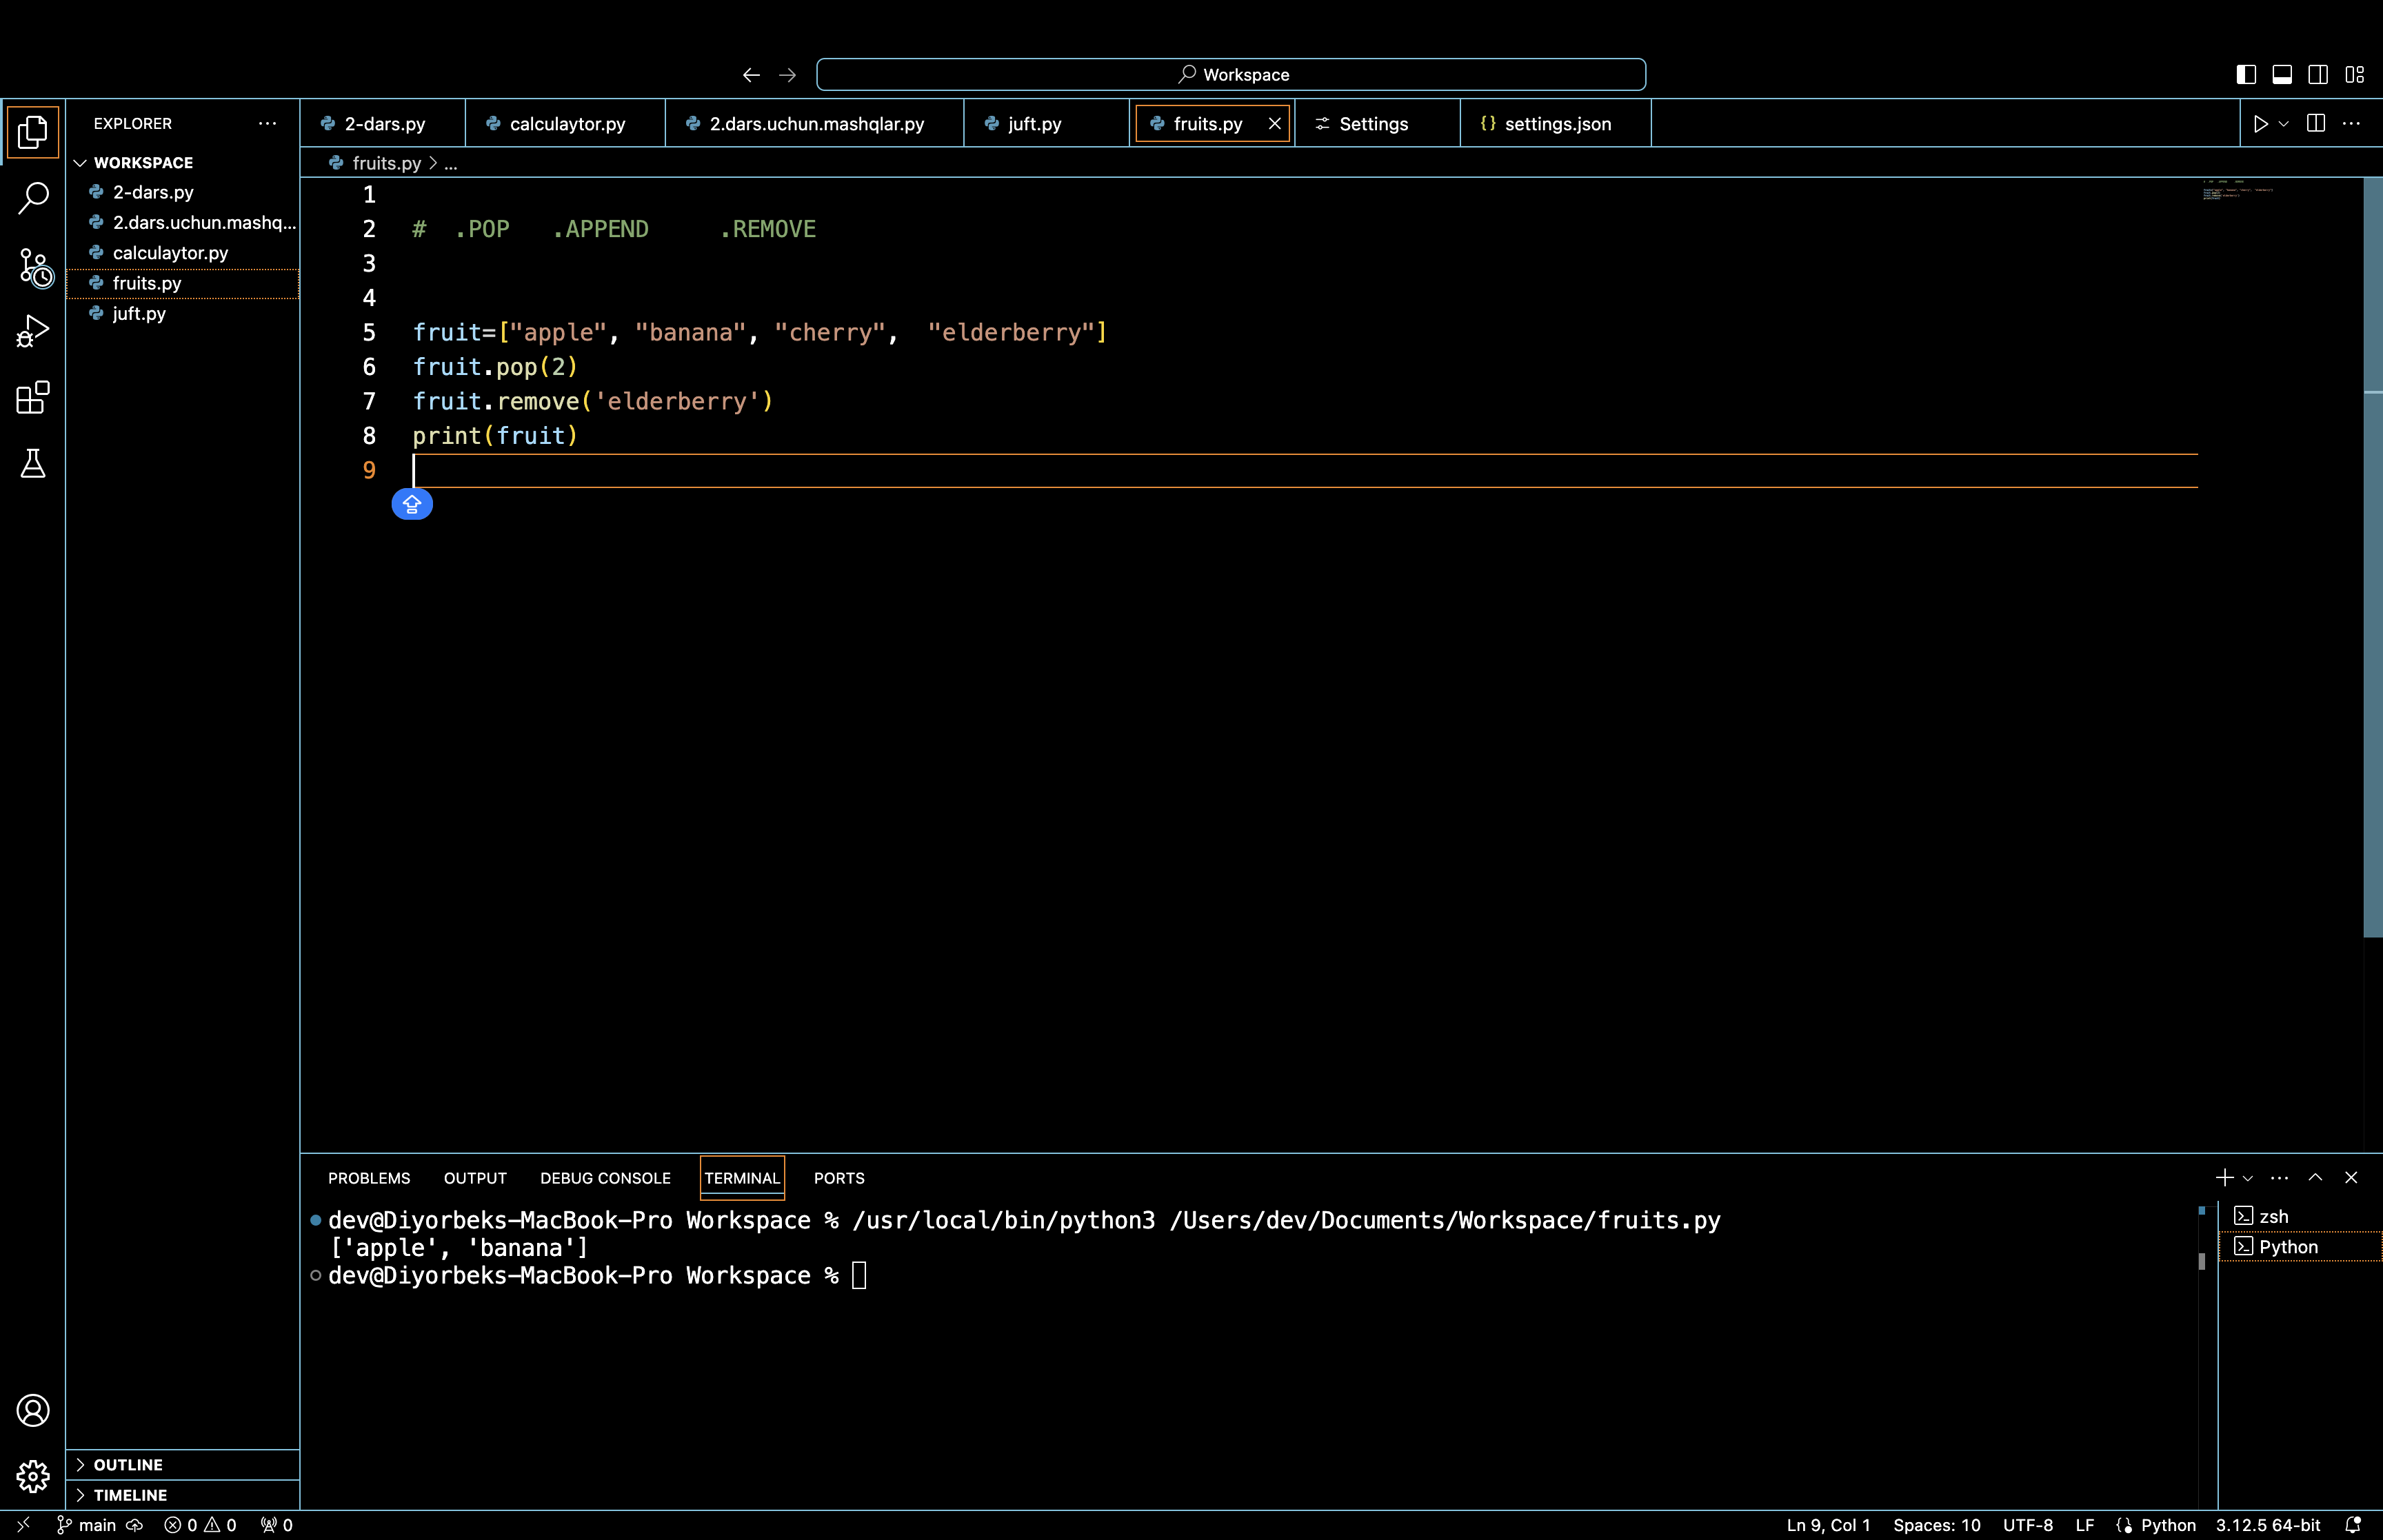 Workspace
EXPLORER
WORKSPACE
2-dars.py
2.dars.uchun.mashq...
calculaytor.py
fruits.py
juft.py
OUTLINE
TIMELINE
2-dars.py
calculaytor.py
2.dars.uchun.mashqlar.py
juft.py
fruits.py
Settings
{} settings.json
fruits.py > ...
1
2 #  .POP   .APPEND      .REMOVE
3
4
5 fruit=["apple", "banana", "cherry",  "elderberry"]
6 fruit.pop(2)
7 fruit.remove('elderberry')
8 print(fruit)
9
PROBLEMS OUTPUT DEBUG CONSOLE TERMINAL PORTS
dev@Diyorbeks-MacBook-Pro Workspace % /usr/local/bin/python3 /Users/dev/Documents/Workspace/fruits.py
['apple', 'banana']
dev@Diyorbeks-MacBook-Pro Workspace %
zsh
Python
main 0 0 0 Ln 9, Col 1 Spaces: 10 UTF-8 LF Python 3.12.5 64-bit